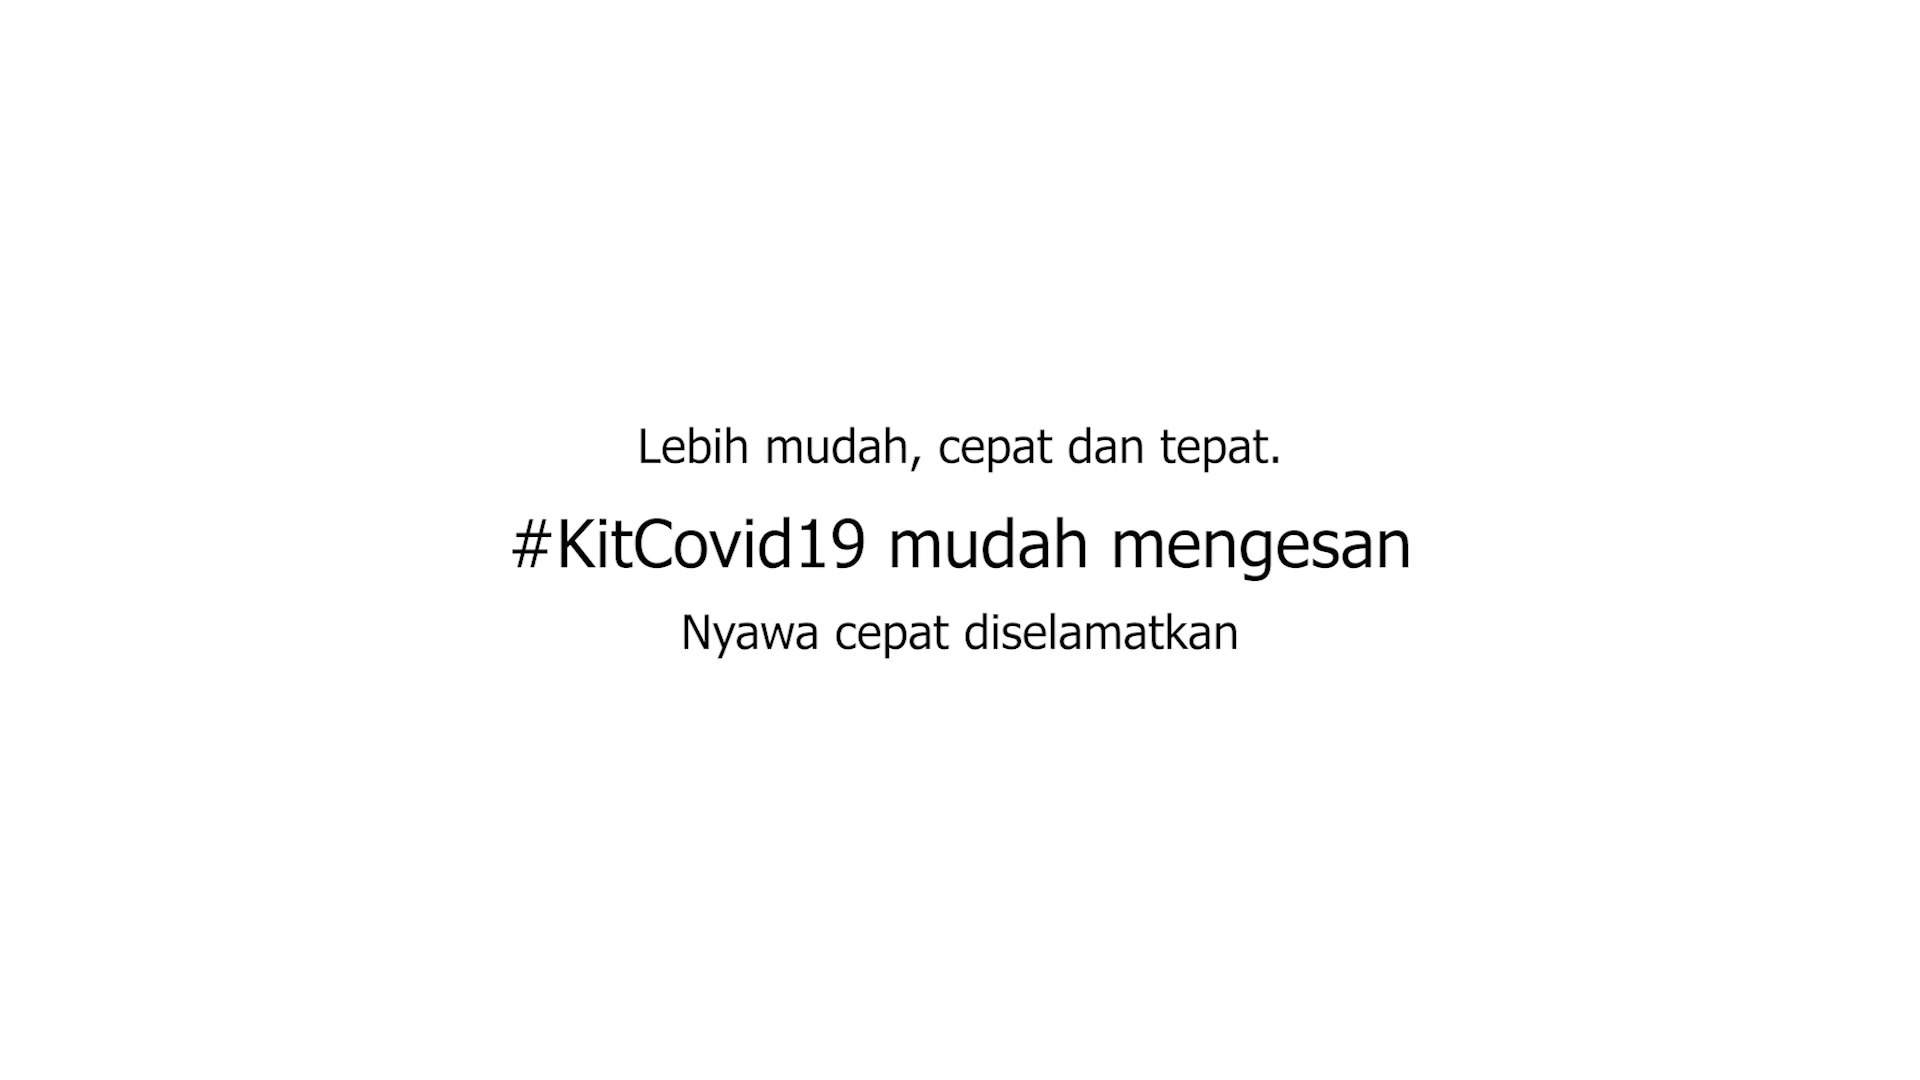 Lebih mudah, cepat dan tepat.
#KitCovid19 mudah mengesan
Nyawa cepat diselamatkan